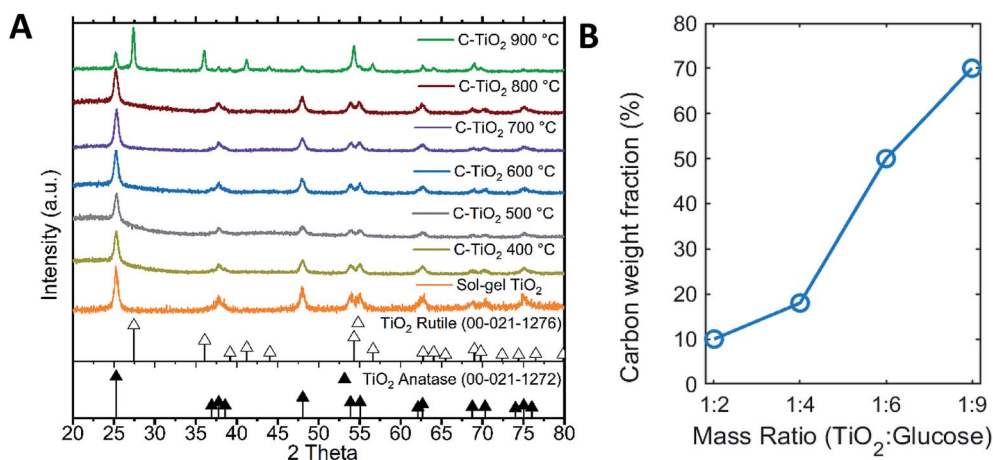 A
C-TiO₂ 900 °C
C-TiO₂ 800 °C
C-TiO₂ 700 °C
C-TiO₂ 600 °C
C-TiO₂ 500 °C
C-TiO₂ 400 °C
Sol-gel TiO₂
△ TiO₂ Rutile (00-021-1276)
▲ TiO₂ Anatase (00-021-1272)
Intensity (a.u.)
20 25 30 35 40 45 50 55 60 65 70 75 80
2 Theta
B
Carbon weight fraction (%)
80
70
60
50
40
30
20
10
0
1:2 1:4 1:6 1:9
Mass Ratio (TiO₂:Glucose)